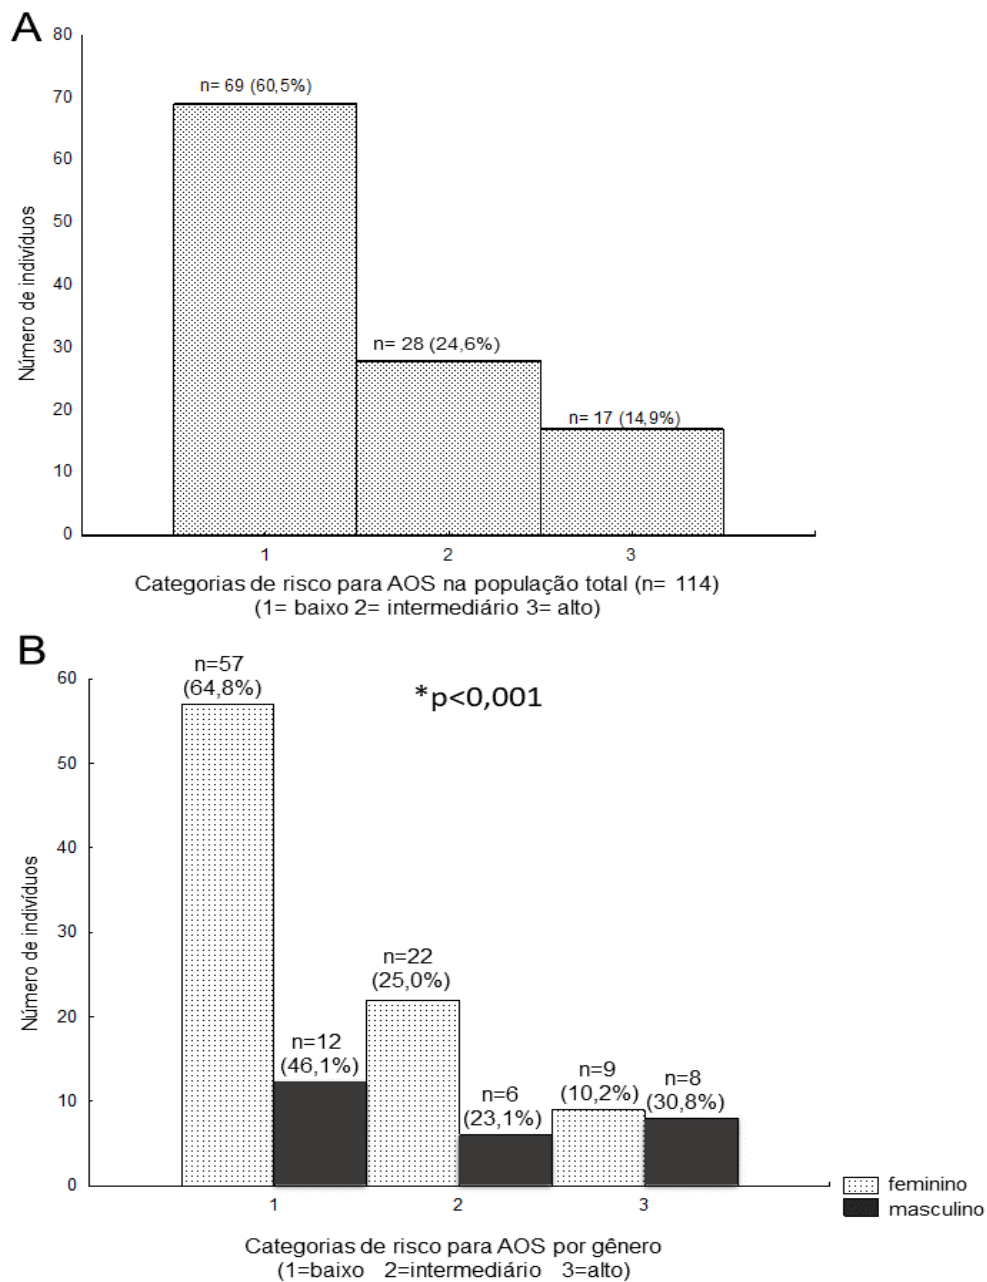 A
80
n= 69 (60,5%)
70
60
50
40
n= 28 (24,6%)
30
n= 17 (14,9%)
20
10
0
Número de indivíduos
1 2 3
Categorias de risco para AOS na população total (n= 114)
(1= baixo 2= intermediário 3= alto)
B
n=57
(64,8%)
*p<0,001
60
50
40
30
n=22
(25,0%)
20
n=12
(46,1%)
n=6
(23,1%)
n=9
(10,2%)
n=8
(30,8%)
10
0
Número de indivíduos
1 2 3
feminino
masculino
Categorias de risco para AOS por gênero
(1=baixo 2=intermediário 3=alto)